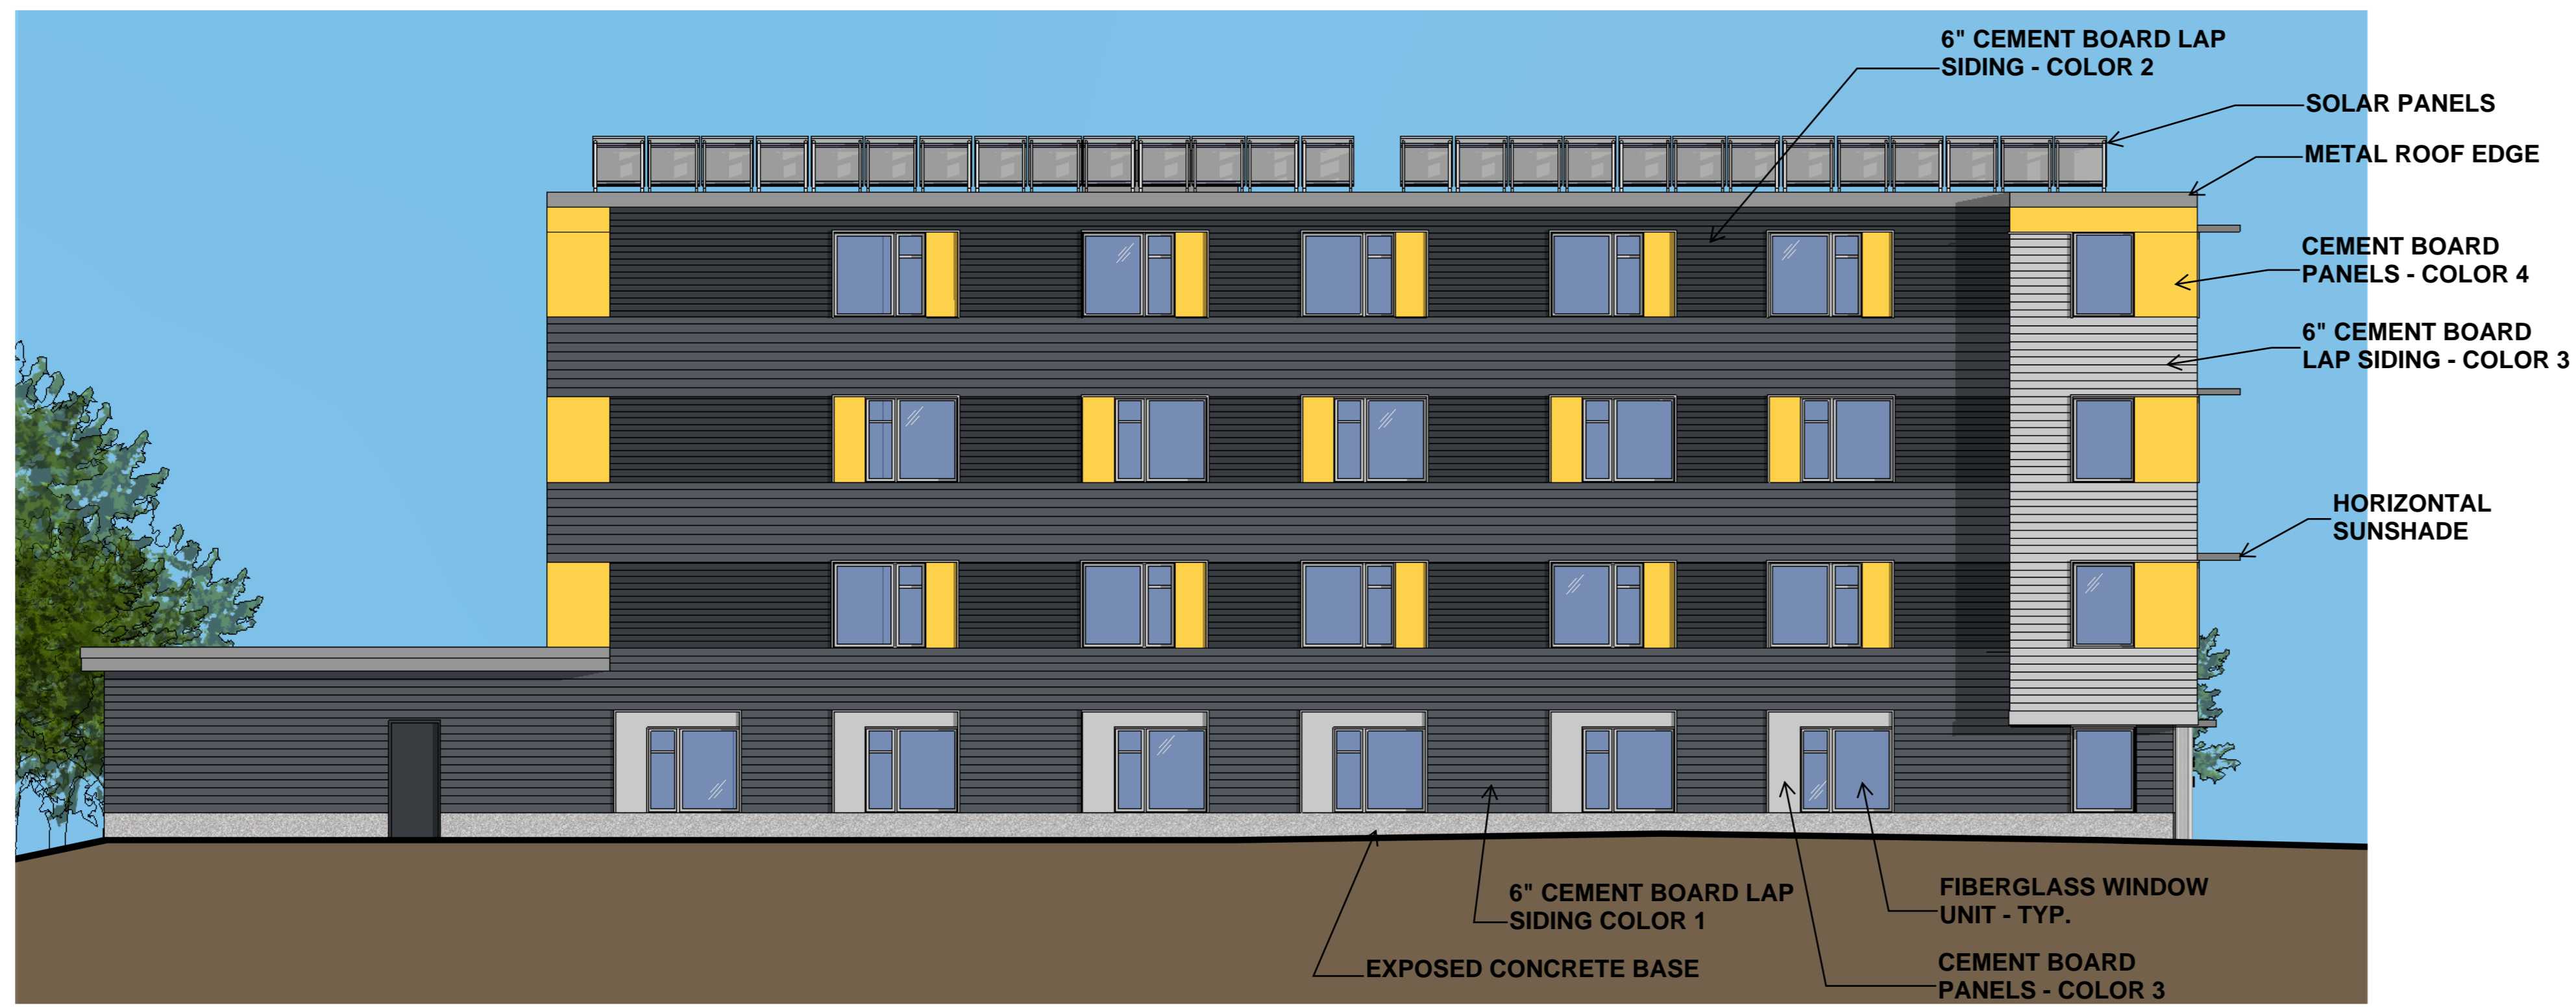 6" CEMENT BOARD LAP
SIDING - COLOR 2
SOLAR PANELS
METAL ROOF EDGE
CEMENT BOARD
PANELS - COLOR 4
6" CEMENT BOARD
LAP SIDING - COLOR 3
HORIZONTAL
SUNSHADE
6" CEMENT BOARD LAP
SIDING COLOR 1
FIBERGLASS WINDOW
UNIT - TYP.
EXPOSED CONCRETE BASE
CEMENT BOARD
PANELS - COLOR 3